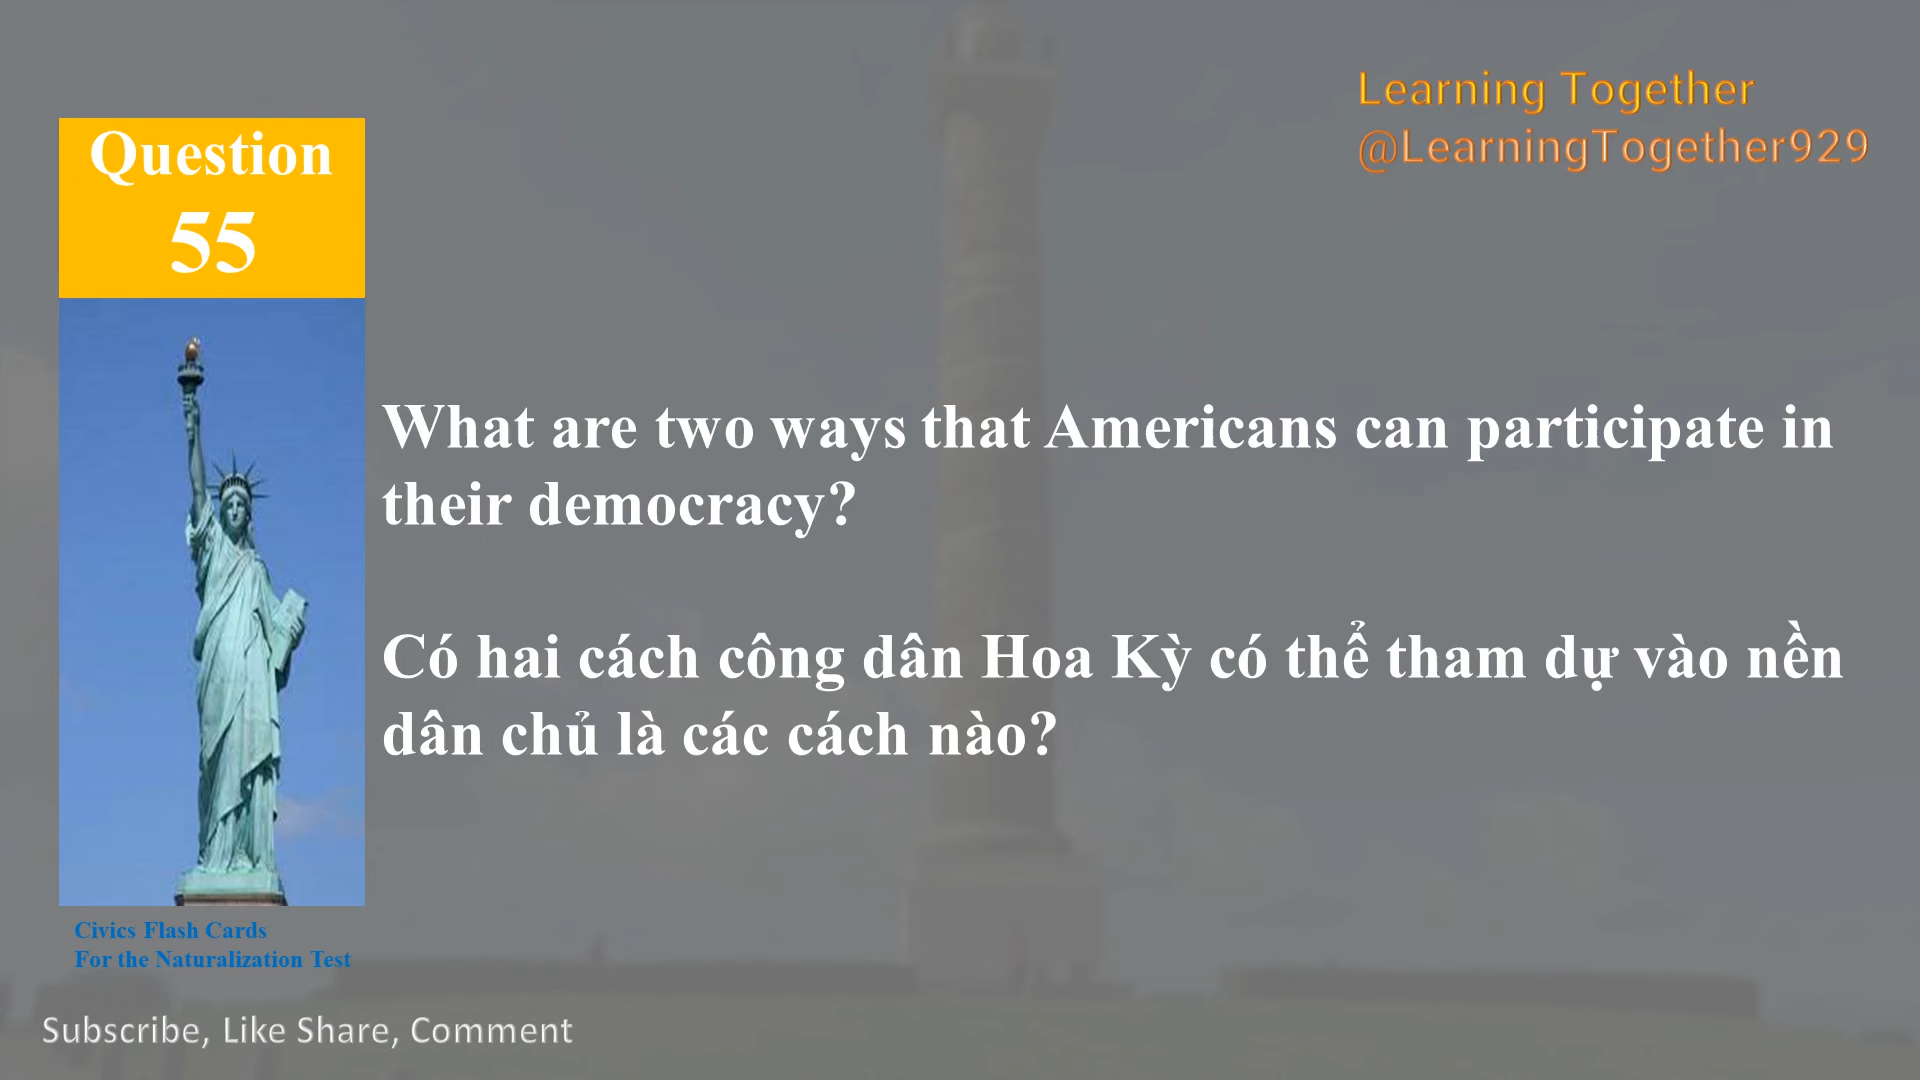 Learning Together
@LearningTogether929
Question
55
What are two ways that Americans can participate in
their democracy?
Có hai cách công dân Hoa Kỳ có thể tham dự vào nền
dân chủ là các cách nào?
Civics Flash Cards
For the Naturalization Test
Subscribe, Like Share, Comment